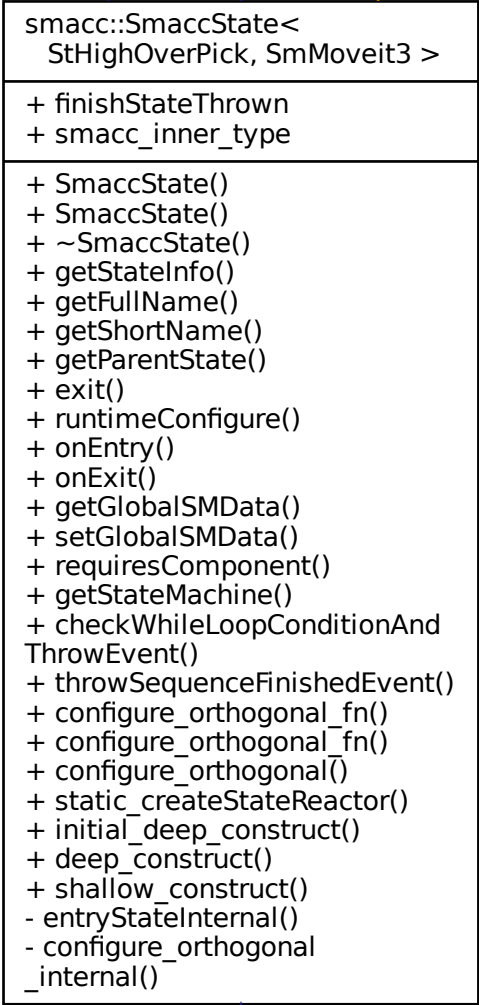 smacc::SmaccState<
StHighOverPick, SmMoveit3 >
+ finishStateThrown
+ smacc_inner_type
+ SmaccState()
+ SmaccState()
+ ~SmaccState()
+ getStateInfo()
+ getFullName()
+ getShortName()
+ getParentState()
+ exit()
+ runtimeConfigure()
+ onEntry()
+ onExit()
+ getGlobalSMData()
+ setGlobalSMData()
+ requiresComponent()
+ getStateMachine()
+ checkWhileLoopConditionAnd
ThrowEvent()
+ throwSequenceFinishedEvent()
+ configure_orthogonal_fn()
+ configure_orthogonal_fn()
+ configure_orthogonal()
+ static_createStateReactor()
+ initial_deep_construct()
+ deep_construct()
+ shallow_construct()
- entryStateInternal()
- configure_orthogonal
_internal()